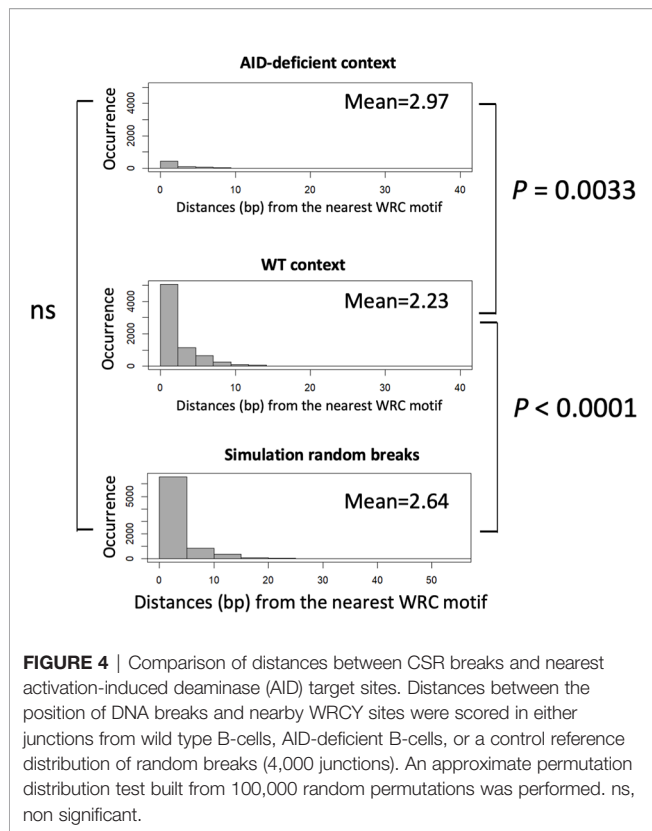 AID-deficient context
Mean=2.97
Occurrence
0 2000 4000
0 10 20 30 40
Distances (bp) from the nearest WRC motif
P = 0.0033
WT context
Mean=2.23
ns
Occurrence
0 2000 4000
0 10 20 30 40
Distances (bp) from the nearest WRC motif
P < 0.0001
Simulation random breaks
Mean=2.64
Occurrence
0 2000 5000
0 10 20 30 40 50
Distances (bp) from the nearest WRC motif
FIGURE 4 | Comparison of distances between CSR breaks and nearest
activation-induced deaminase (AID) target sites. Distances between the
position of DNA breaks and nearby WRCY sites were scored in either
junctions from wild type B-cells, AID-deficient B-cells, or a control reference
distribution of random breaks (4,000 junctions). An approximate permutation
distribution test built from 100,000 random permutations was performed. ns,
non significant.